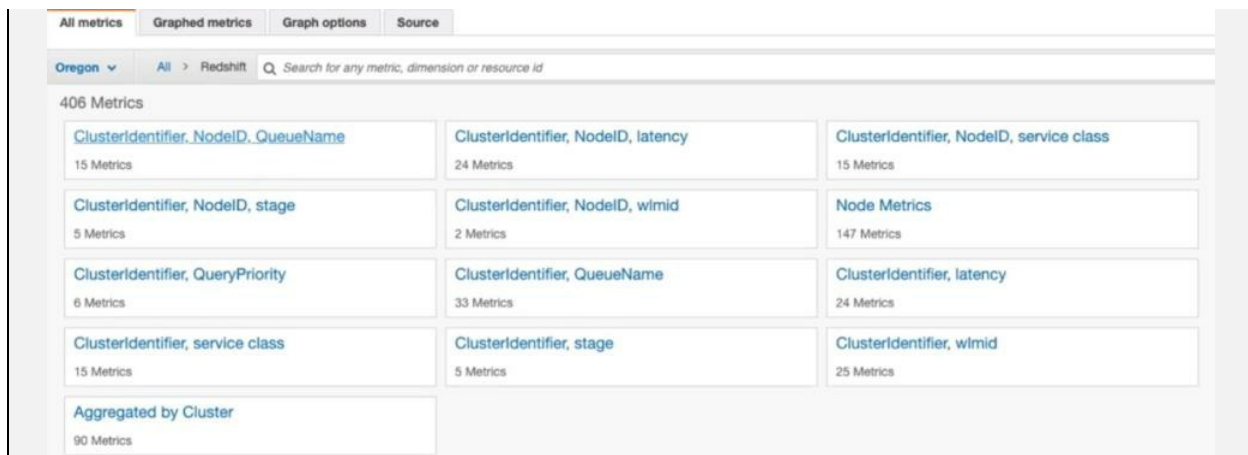 All metrics Graphed metrics Graph options Source
Oregon All > Redshift Search for any metric, dimension or resource id
406 Metrics
ClusterIdentifier, NodeID, QueueName ClusterIdentifier, NodeID, latency ClusterIdentifier, NodeID, service class
15 Metrics 24 Metrics 15 Metrics
ClusterIdentifier, NodeID, stage ClusterIdentifier, NodeID, wlmid Node Metrics
5 Metrics 2 Metrics 147 Metrics
ClusterIdentifier, QueryPriority ClusterIdentifier, QueueName ClusterIdentifier, latency
6 Metrics 33 Metrics 24 Metrics
ClusterIdentifier, service class ClusterIdentifier, stage ClusterIdentifier, wlmid
15 Metrics 5 Metrics 25 Metrics
Aggregated by Cluster
90 Metrics